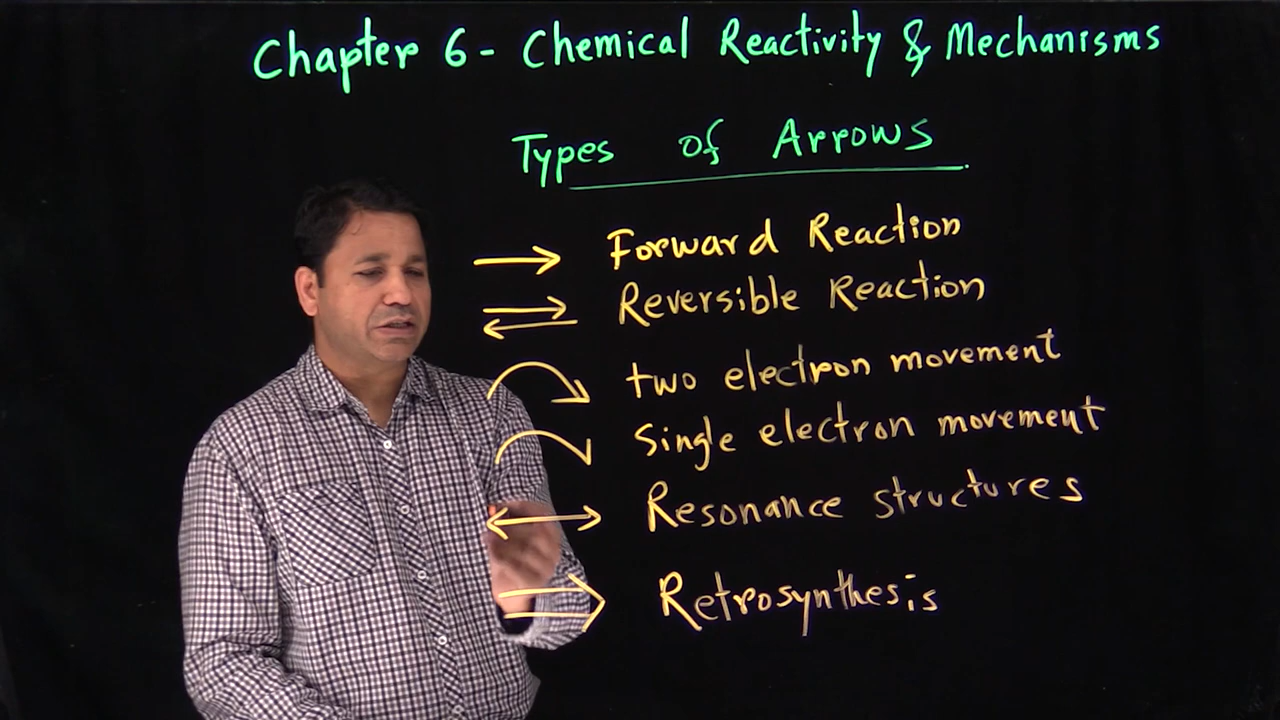 Chapter 6 - Chemical Reactivity & Mechanisms
Types of Arrows
Forward Reaction
Reversible Reaction
two electron movement
Single electron movement
Resonance structures
Retrosynthesis